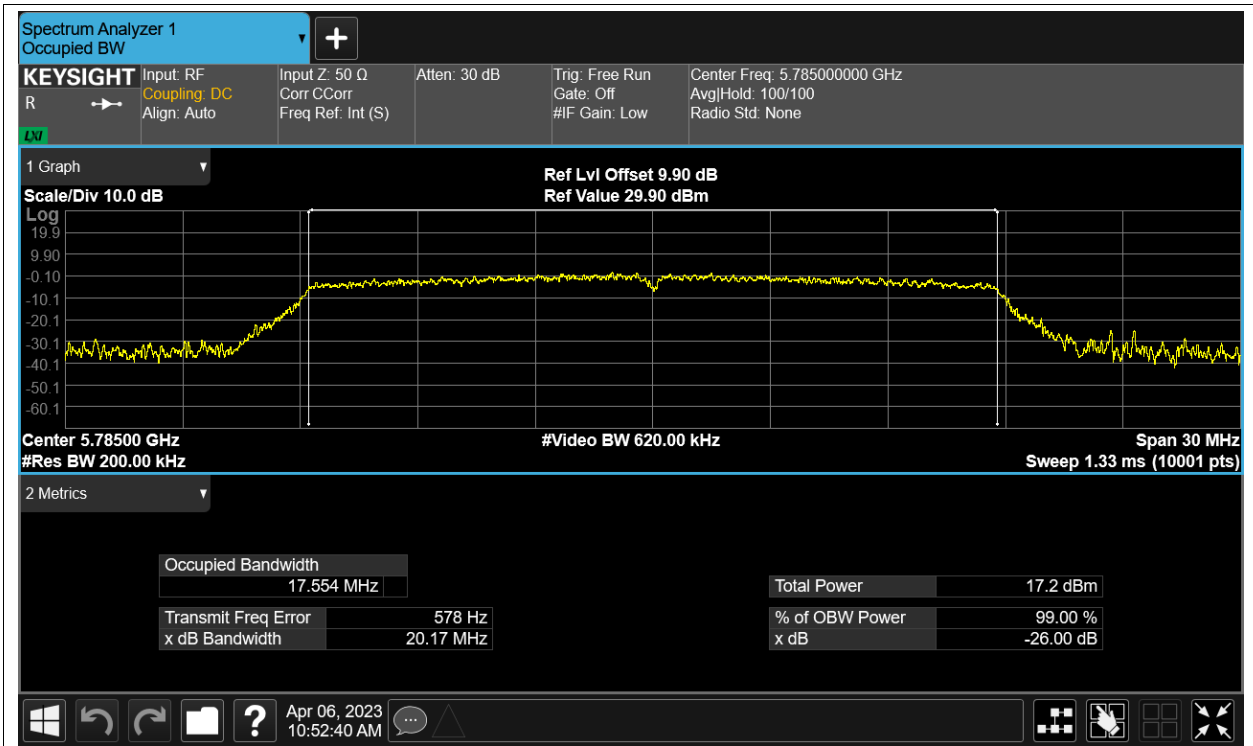 Spectrum Analyzer 1
Occupied BW
KEYSIGHT
R
LXI
Input: RF
Coupling: DC
Align: Auto
Input Z: 50 Ω
Corr CCorr
Freq Ref: Int (S)
Atten: 30 dB
Trig: Free Run
Gate: Off
#IF Gain: Low
Center Freq: 5.785000000 GHz
Avg|Hold: 100/100
Radio Std: None
1 Graph
Scale/Div 10.0 dB
Ref Lvl Offset 9.90 dB
Ref Value 29.90 dBm
Log
19.9
9.90
-0.10
-10.1
-20.1
-30.1
-40.1
-50.1
-60.1
Center 5.78500 GHz
#Video BW 620.00 kHz
Span 30 MHz
#Res BW 200.00 kHz
Sweep 1.33 ms (10001 pts)
2 Metrics
Occupied Bandwidth
17.554 MHz
Total Power 17.2 dBm
Transmit Freq Error 578 Hz
% of OBW Power 99.00 %
x dB Bandwidth 20.17 MHz
x dB -26.00 dB
?
Apr 06, 2023
10:52:40 AM